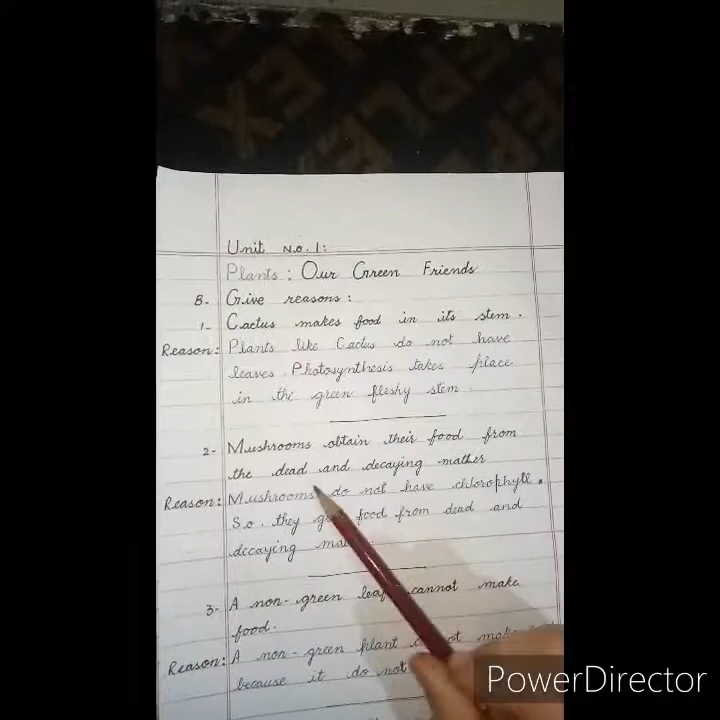 Unit No. 1:
Plants: Our Green Friends
B- Give reasons:
1- Cactus makes food in its stem.
Reason: Plants like Cactus do not have
leaves. Photosynthesis takes place
in the green fleshy stem
2- Mushrooms obtain their food from
the dead and decaying matter
Reason: Mushrooms do not have chlorophyll.
So, they food from dead and
decaying
3- A non-green leaf cannot make
food.
Reason: A non-green plant make
because it do not
PowerDirector